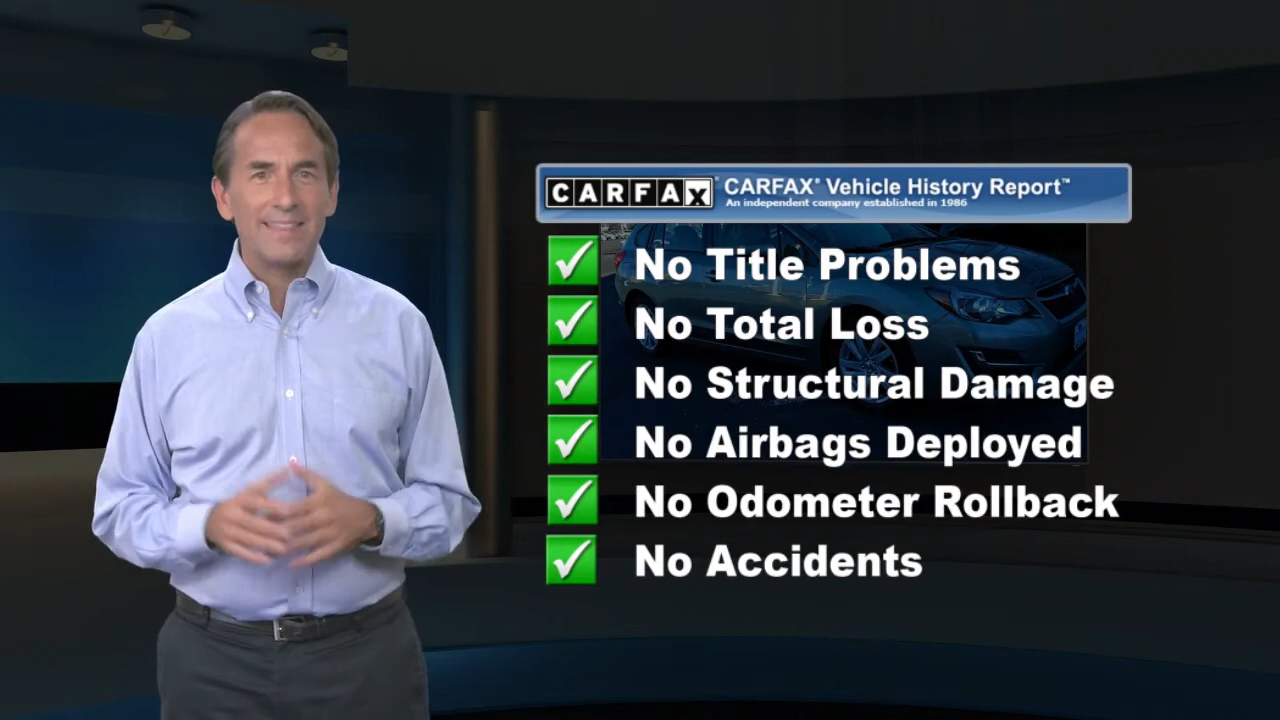 CARFAX® CARFAX® Vehicle History Report™
An independent company established in 1986
No Title Problems
No Total Loss
No Structural Damage
No Airbags Deployed
No Odometer Rollback
No Accidents